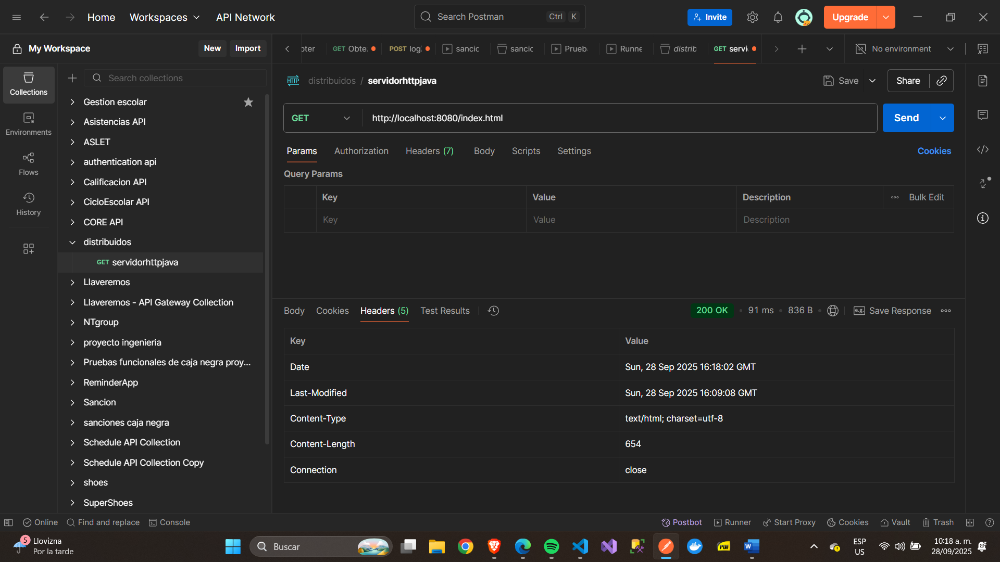 Home
Workspaces
API Network
Search Postman
Ctrl
K
Invite
Upgrade
My Workspace
New
Import
oter
GET Obte
POST log
sancic
sancic
Prueb
Runne
distrib
GET servi
No environment
Collections
Environments
Flows
History
Search collections
Gestion escolar
Asistencias API
ASLET
authentication api
Calificacion API
CicloEscolar API
CORE API
distribuidos
GET servidorhttpjava
Llaveremos
Llaveremos - API Gateway Collection
NTgroup
proyecto ingenieria
Pruebas funcionales de caja negra proy...
ReminderApp
Sancion
sanciones caja negra
Schedule API Collection
Schedule API Collection Copy
shoes
SuperShoes
HTTP
distribuidos / servidorhttpjava
Save
Share
GET
http://localhost:8080/index.html
Send
Params
Authorization
Headers (7)
Body
Scripts
Settings
Cookies
Query Params
Key
Value
Description
Bulk Edit
Key
Value
Description
Body
Cookies
Headers (5)
Test Results
200 OK
91 ms
836 B
e.g.
Save Response
Key
Value
Date
Sun, 28 Sep 2025 16:18:02 GMT
Last-Modified
Sun, 28 Sep 2025 16:09:08 GMT
Content-Type
text/html; charset=utf-8
Content-Length
654
Connection
close
Online
Find and replace
Console
Postbot
Runner
Start Proxy
Cookies
Vault
Trash
5
Llovizna
Por la tarde
Buscar
PDF
W
ESP
US
10:18 a. m.
28/09/2025